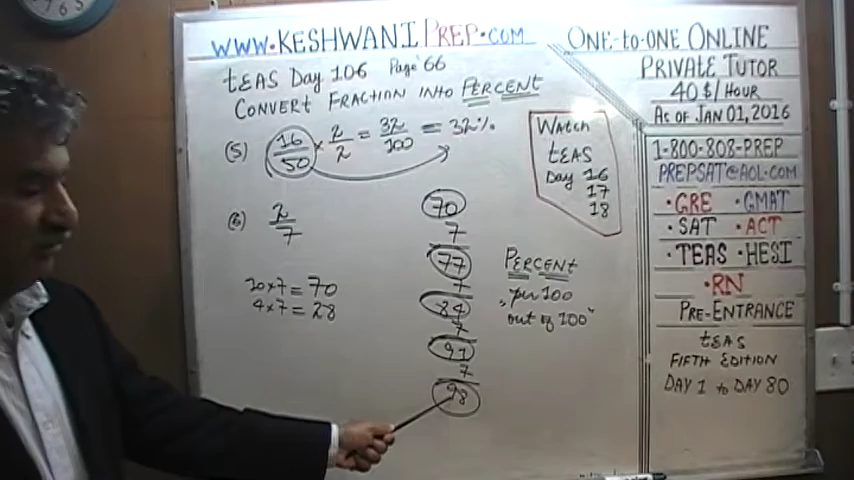 WWW.KESHWANIPREP.COM
TEAS Day 106 Page 66
CONVERT FRACTION INTO PERCENT
(5) 16/50 × 2/2 = 32/100 = 32%
(6) 2/7
10×7 = 70
4×7 = 28
70
7
77
7
84
7
91
7
98
PERCENT
"per 100
out of 100"
WATCH
TEAS
Day 16
17
18
ONE-TO-ONE ONLINE
PRIVATE TUTOR
40 $/HOUR
AS OF JAN 01, 2016
1-800-808-PREP
PREPSAT@AOL.COM
•GRE •GMAT
•SAT •ACT
•TEAS •HESI
•RN
PRE-ENTRANCE
TEAS
FIFTH EDITION
DAY 1 TO DAY 80